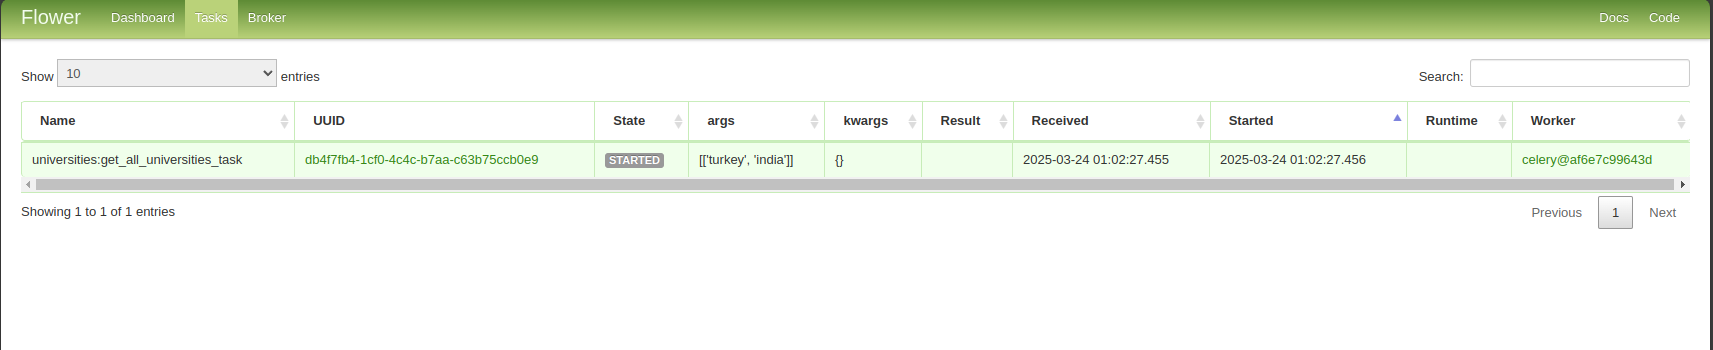 Flower Dashboard Tasks Broker Docs Code
Show 10 entries Search:
Name UUID State args kwargs Result Received Started Runtime Worker
universities:get_all_universities_task db4f7fb4-1cf0-4c4c-b7aa-c63b75ccb0e9 STARTED [['turkey', 'india']] {} 2025-03-24 01:02:27.455 2025-03-24 01:02:27.456 celery@af6e7c99643d
Showing 1 to 1 of 1 entries Previous 1 Next